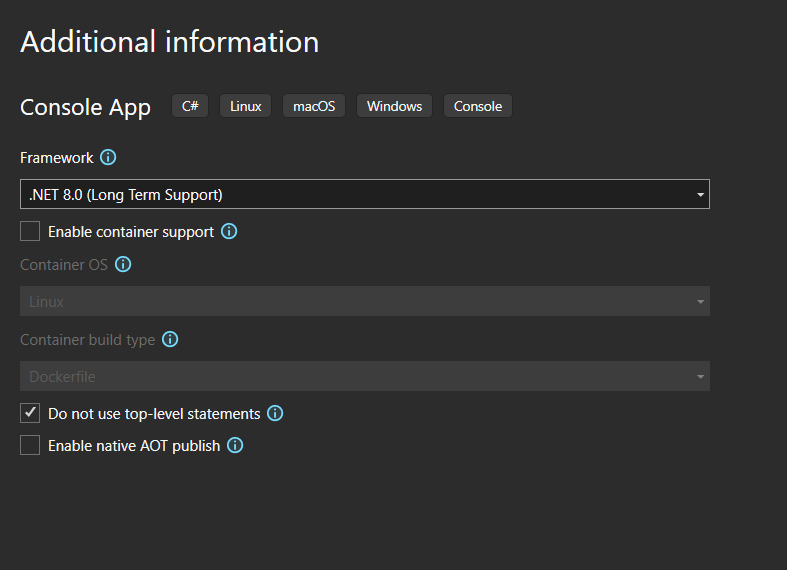 Additional information
Console App C# Linux macOS Windows Console
Framework
.NET 8.0 (Long Term Support)
Enable container support
Container OS
Linux
Container build type
Dockerfile
Do not use top-level statements
Enable native AOT publish